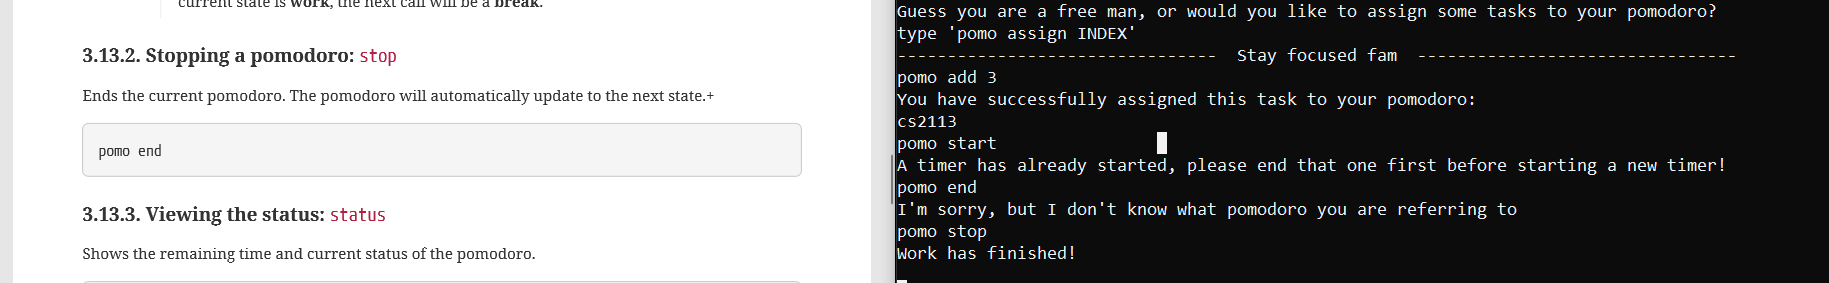 current state is work, the next call will be a break.
3.13.2. Stopping a pomodoro: stop
Ends the current pomodoro. The pomodoro will automatically update to the next state.+
pomo end
3.13.3. Viewing the status: status
Shows the remaining time and current status of the pomodoro.
Guess you are a free man, or would you like to assign some tasks to your pomodoro?
type 'pomo assign INDEX'
-------------------------------- Stay focused fam --------------------------------
pomo add 3
You have successfully assigned this task to your pomodoro:
cs2113
pomo start
A timer has already started, please end that one first before starting a new timer!
pomo end
I'm sorry, but I don't know what pomodoro you are referring to
pomo stop
Work has finished!